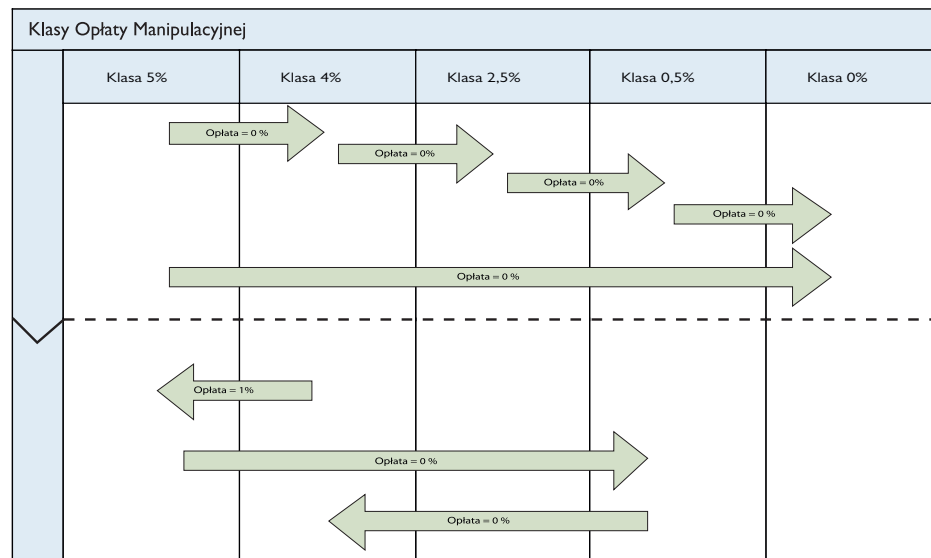 Klasy Opłaty Manipulacyjnej
Klasa 5% Klasa 4% Klasa 2,5% Klasa 0,5% Klasa 0%
Opłata = 0 %
Opłata = 0%
Opłata = 0%
Opłata = 0 %
Opłata = 0 %
Opłata = 1%
Opłata = 0 %
Opłata = 0 %